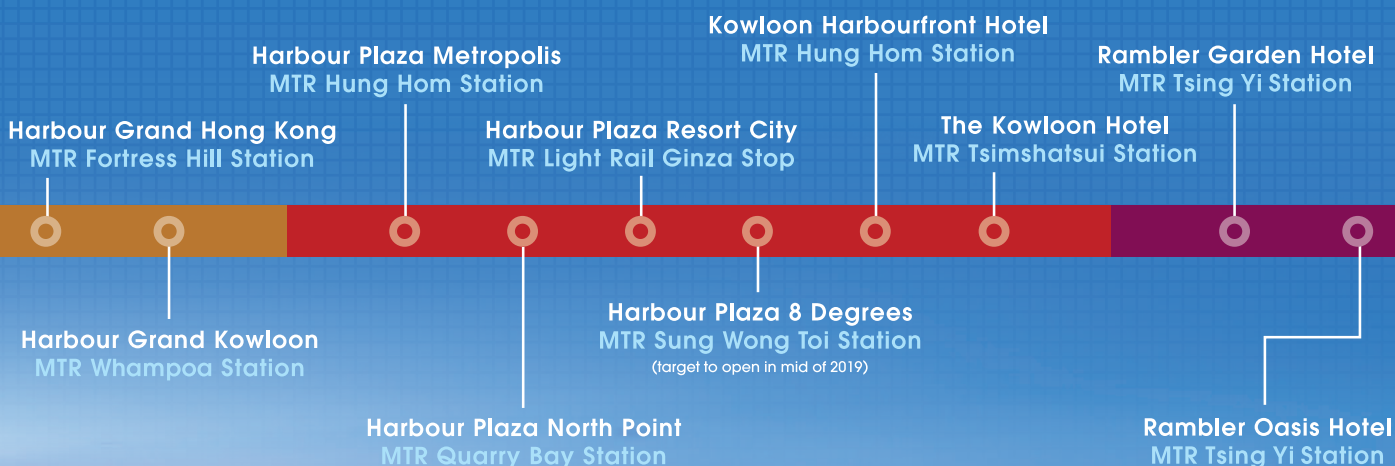 Kowloon Harbourfront Hotel
MTR Hung Hom Station
Harbour Plaza Metropolis
MTR Hung Hom Station
Rambler Garden Hotel
MTR Tsing Yi Station
Harbour Grand Hong Kong
MTR Fortress Hill Station
Harbour Plaza Resort City
MTR Light Rail Ginza Stop
The Kowloon Hotel
MTR Tsimshatsui Station
Harbour Grand Kowloon
MTR Whampoa Station
Harbour Plaza 8 Degrees
MTR Sung Wong Toi Station
(target to open in mid of 2019)
Harbour Plaza North Point
MTR Quarry Bay Station
Rambler Oasis Hotel
MTR Tsing Yi Station